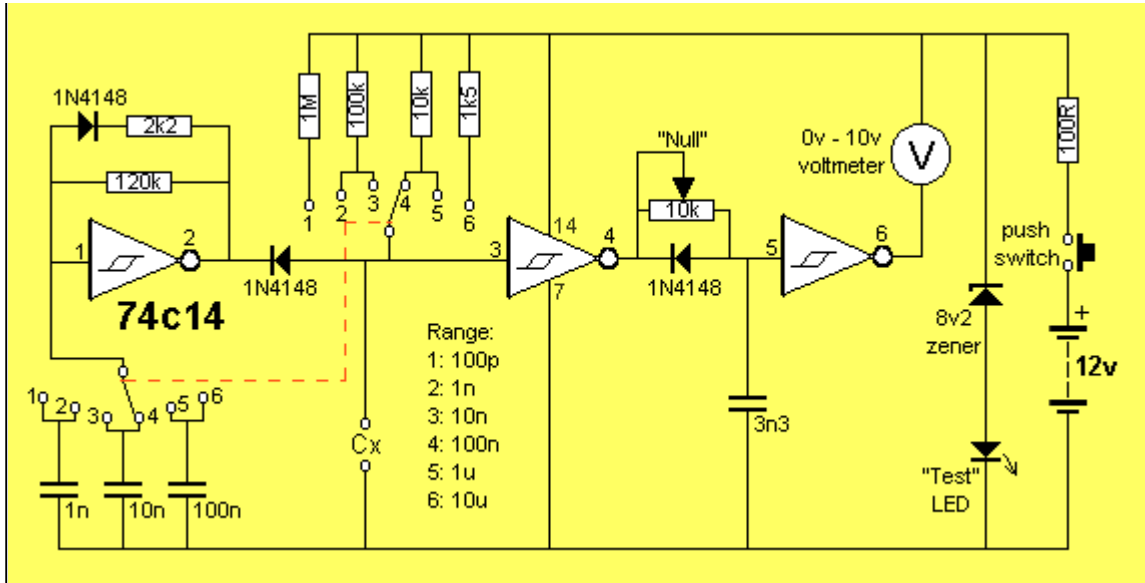 1N4148
2k2
120k
1
2
1N4148
74c14
1
2
3
4
5
6
1n
10n
100n
1M
100k
10k
1k5
1
2
3
4
5
6
Cx
Range:
1: 100p
2: 1n
3: 10n
4: 100n
5: 1u
6: 10u
3
14
4
7
"Null"
10k
1N4148
3n3
5
6
0v - 10v
voltmeter
V
8v2
zener
"Test"
LED
100R
push
switch
+
12v